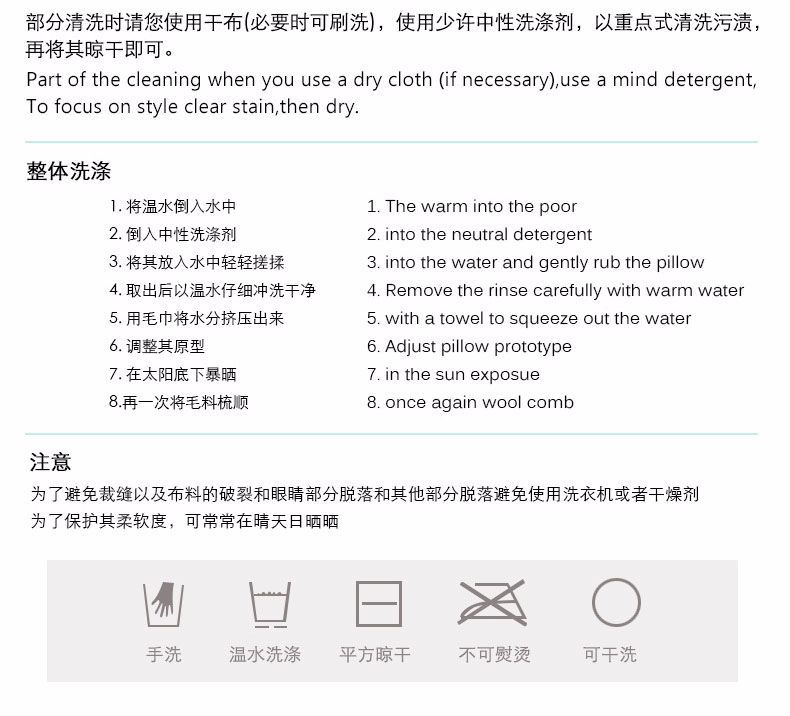 部分清洗时请您使用干布(必要时可刷洗)，使用少许中性洗涤剂，以重点式清洗污渍，
再将其晾干即可。
Part of the cleaning when you use a dry cloth (if necessary),use a mind detergent,
To focus on style clear stain,then dry.
整体洗涤
1. 将温水倒入水中
1. The warm into the poor
2. 倒入中性洗涤剂
2. into the neutral detergent
3. 将其放入水中轻轻搓揉
3. into the water and gently rub the pillow
4. 取出后以温水仔细冲洗干净
4. Remove the rinse carefully with warm water
5. 用毛巾将水分挤压出来
5. with a towel to squeeze out the water
6. 调整其原型
6. Adjust pillow prototype
7. 在太阳底下暴晒
7. in the sun exposue
8.再一次将毛料梳顺
8. once again wool comb
注意
为了避免裁缝以及布料的破裂和眼睛部分脱落和其他部分脱落避免使用洗衣机或者干燥剂
为了保护其柔软度，可常常在晴天日晒晒
手洗 温水洗涤 平方晾干 不可熨烫 可干洗